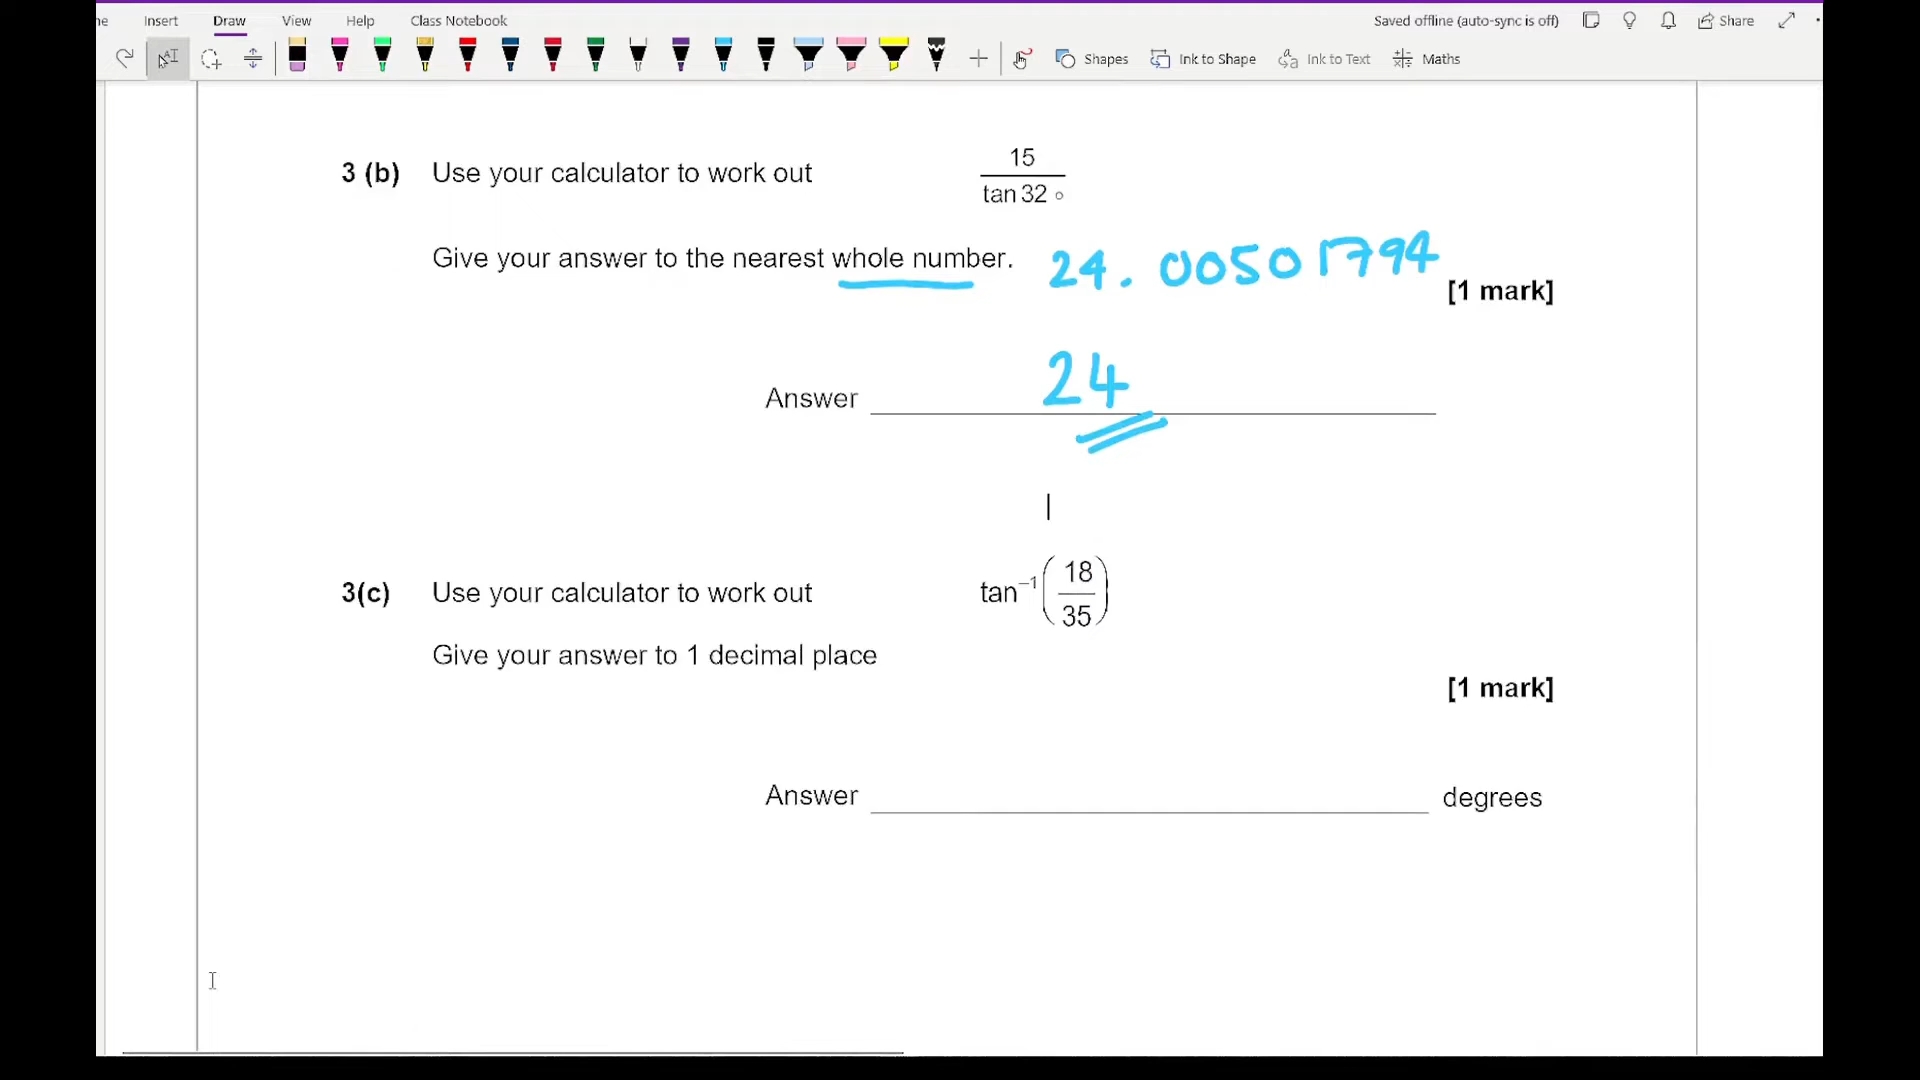 Insert Draw View Help Class Notebook Saved offline (auto-sync is off) Share
Shapes Ink to Shape Ink to Text Maths
3 (b) Use your calculator to work out 15
tan 32 °
Give your answer to the nearest whole number. 24.00501794
[1 mark]
Answer 24
3(c) Use your calculator to work out tan⁻¹(18/35)
Give your answer to 1 decimal place
[1 mark]
Answer degrees